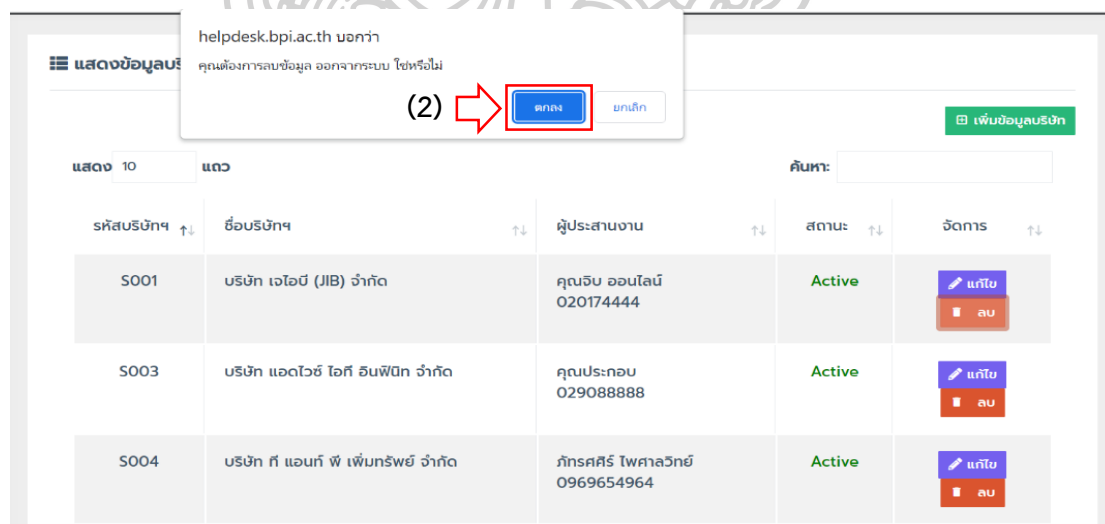 helpdesk.bpi.ac.th บอกว่า
คุณต้องการลบข้อมูล ออกจากระบบ ใช่หรือไม่
(2) ตกลง ยกเลิก
แสดงข้อมูลบริ
เพิ่มข้อมูลบริษัท
แสดง 10 แถว ค้นหา:
รหัสบริษัทฯ ชื่อบริษัทฯ ผู้ประสานงาน สถานะ จัดการ
S001 บริษัท เจไอบี (JIB) จำกัด คุณจิบ ออนไลน์ Active แก้ไข
020174444 ลบ
S003 บริษัท แอดไวซ์ ไอที อินฟินิท จำกัด คุณประกอบ Active แก้ไข
029088888 ลบ
S004 บริษัท ที แอนท์ พี เพิ่มทรัพย์ จำกัด ภัทรศศิร์ ไพศาลวิทย์ Active แก้ไข
0969654964 ลบ